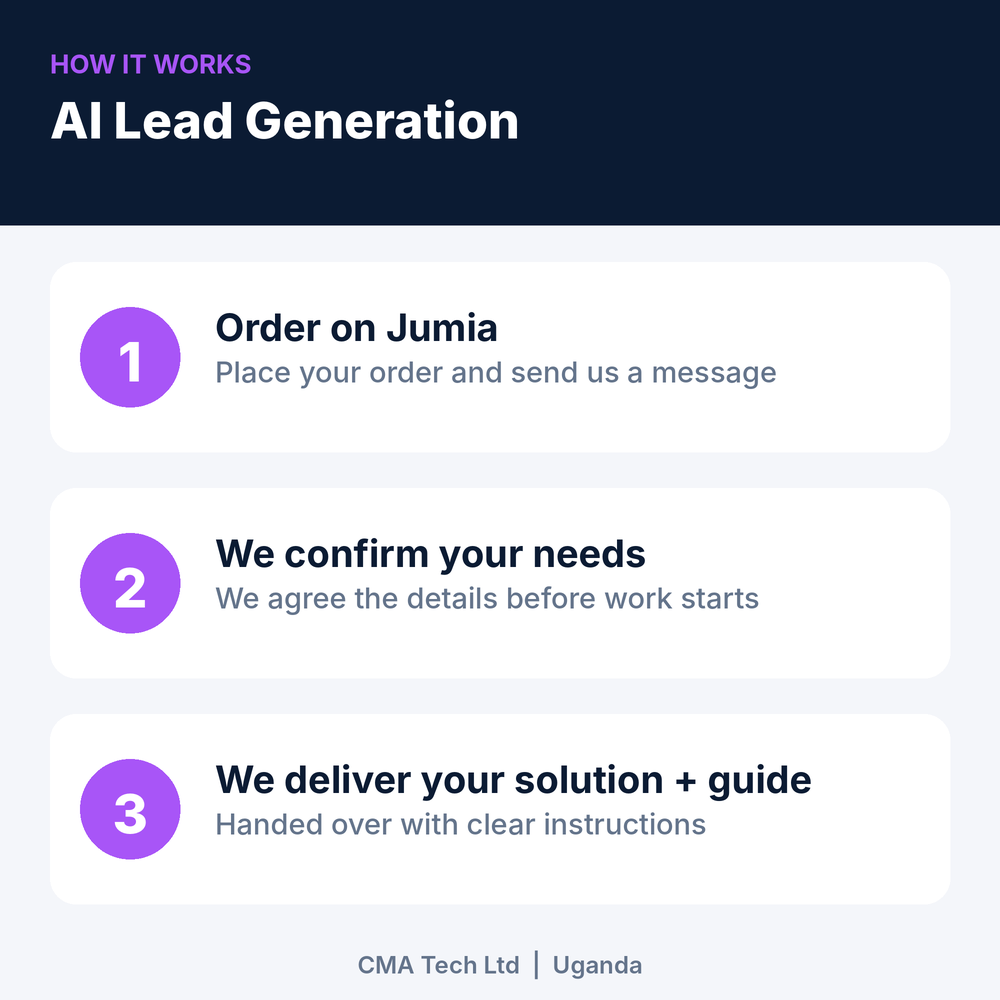 HOW IT WORKS
AI Lead Generation
1
Order on Jumia
Place your order and send us a message
2
We confirm your needs
We agree the details before work starts
3
We deliver your solution + guide
Handed over with clear instructions
CMA Tech Ltd | Uganda